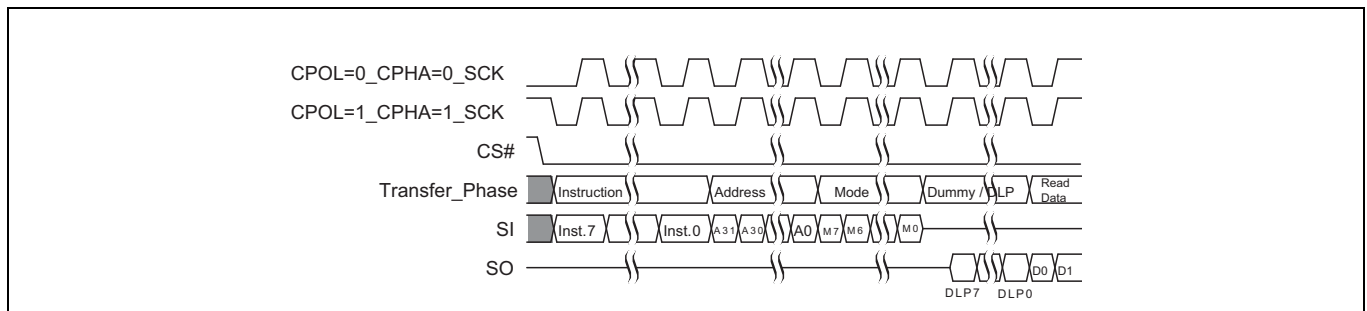 CPOL=0_CPHA=0_SCK
CPOL=1_CPHA=1_SCK
CS#
Transfer_Phase Instruction Address Mode Dummy / DLP Read Data
SI Inst.7 Inst.0 A31 A30 A0 M7 M6 M0
SO D0 D1
DLP7 DLP0